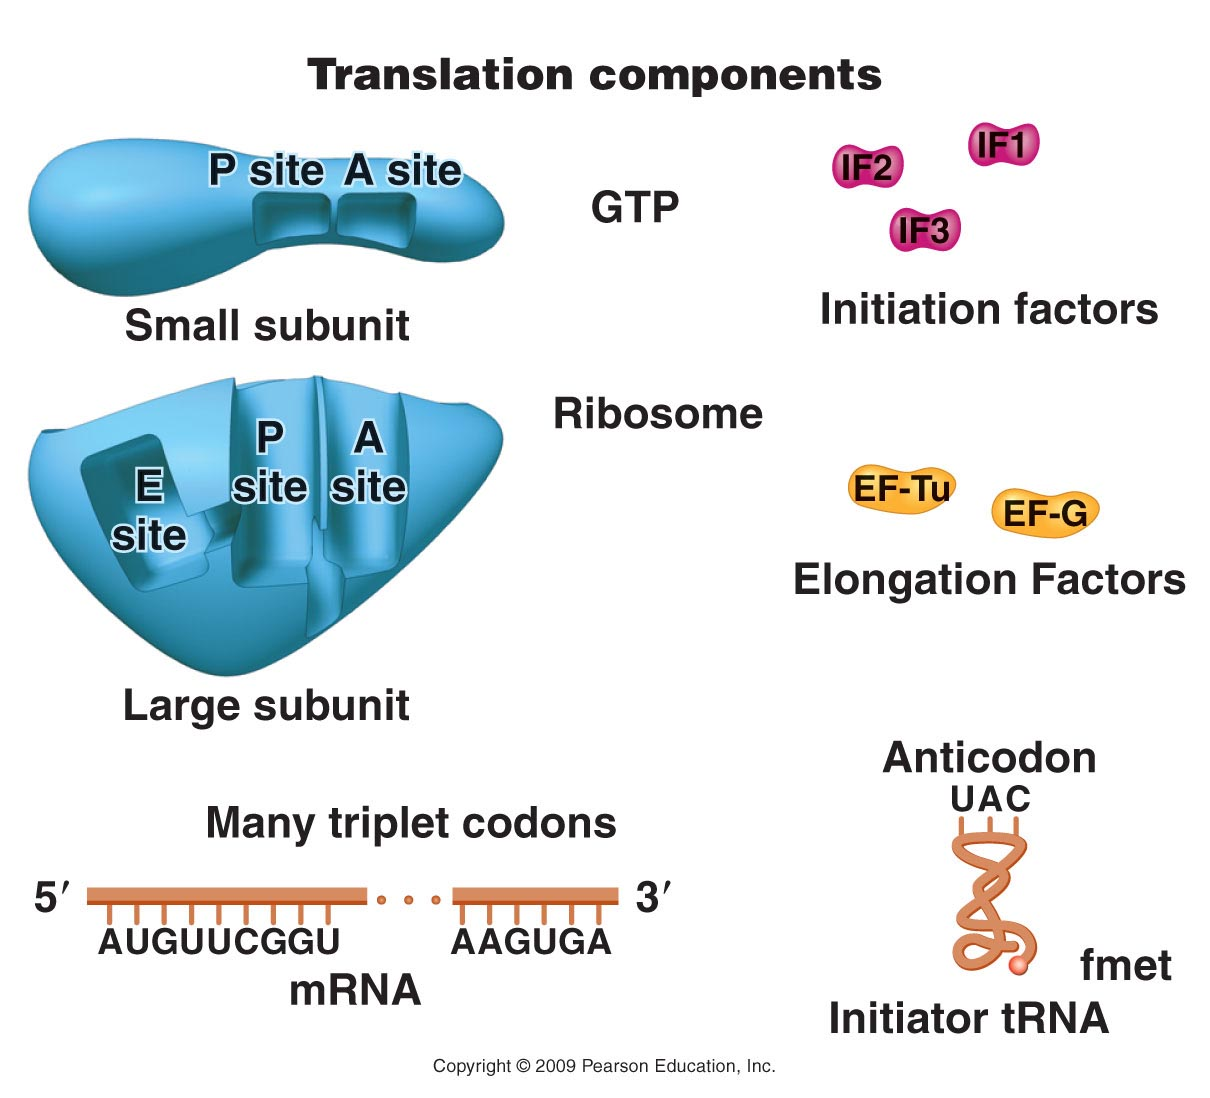 Translation components
P site A site
Small subunit
GTP
IF2
IF1
IF3
Initiation factors
E
site
P
site
A
site
Large subunit
Ribosome
EF-Tu
EF-G
Elongation Factors
Many triplet codons
5′ 3′
AUGUUCGGU AAGUGA
mRNA
Anticodon
UAC
fmet
Initiator tRNA
Copyright © 2009 Pearson Education, Inc.